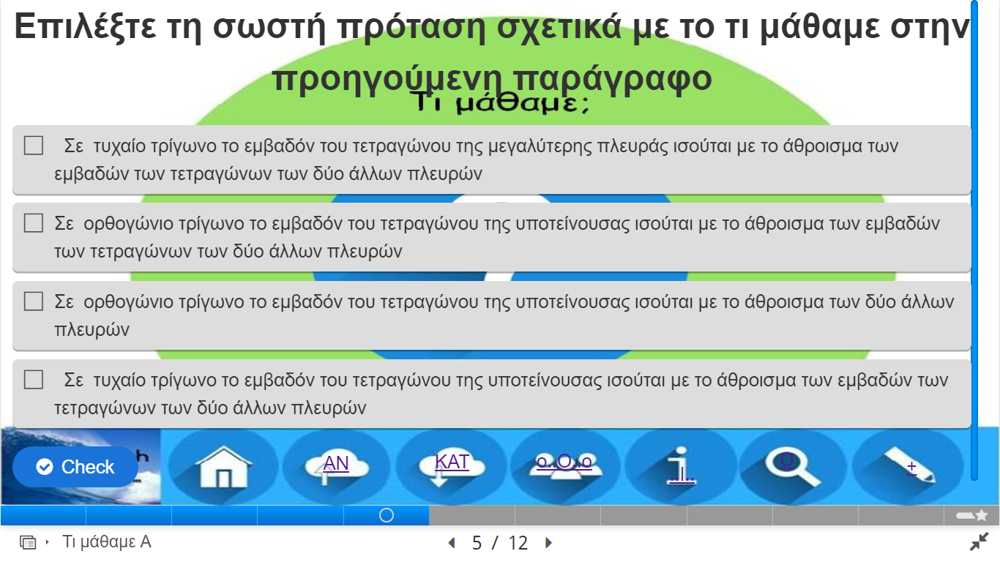 Επιλέξτε τη σωστή πρόταση σχετικά με το τι μάθαμε στην
προηγούμενη παράγραφο
Τι μάθαμε;
Σε τυχαίο τρίγωνο το εμβαδόν του τετραγώνου της μεγαλύτερης πλευράς ισούται με το άθροισμα των
εμβαδών των τετραγώνων των δύο άλλων πλευρών
Σε ορθογώνιο τρίγωνο το εμβαδόν του τετραγώνου της υποτείνουσας ισούται με το άθροισμα των εμβαδών
των τετραγώνων των δύο άλλων πλευρών
Σε ορθογώνιο τρίγωνο το εμβαδόν του τετραγώνου της υποτείνουσας ισούται με το άθροισμα των δύο άλλων
πλευρών
Σε τυχαίο τρίγωνο το εμβαδόν του τετραγώνου της υποτείνουσας ισούται με το άθροισμα των εμβαδών των
τετραγώνων των δύο άλλων πλευρών
Check
ΑΝ
ΚΑΤ
ο..Ο..ο
..|..
Ο
+
Τι μάθαμε Α
5 / 12